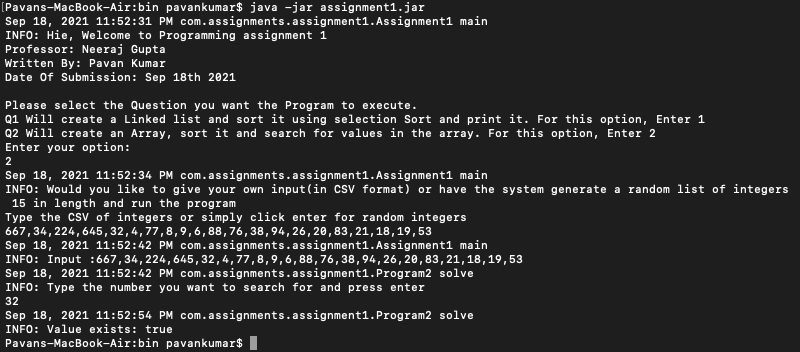 [Pavans-MacBook-Air:bin pavankumar$ java -jar assignment1.jar
Sep 18, 2021 11:52:31 PM com.assignments.assignment1.Assignment1 main
INFO: Hie, Welcome to Programming assignment 1
Professor: Neeraj Gupta
Written By: Pavan Kumar
Date Of Submission: Sep 18th 2021
Please select the Question you want the Program to execute.
Q1 Will create a Linked list and sort it using selection Sort and print it. For this option, Enter 1
Q2 Will create an Array, sort it and search for values in the array. For this option, Enter 2
Enter your option:
2
Sep 18, 2021 11:52:34 PM com.assignments.assignment1.Assignment1 main
INFO: Would you like to give your own input(in CSV format) or have the system generate a random list of integers
15 in length and run the program
Type the CSV of integers or simply click enter for random integers
667,34,224,645,32,4,77,8,9,6,88,76,38,94,26,20,83,21,18,19,53
Sep 18, 2021 11:52:42 PM com.assignments.assignment1.Assignment1 main
INFO: Input :667,34,224,645,32,4,77,8,9,6,88,76,38,94,26,20,83,21,18,19,53
Sep 18, 2021 11:52:42 PM com.assignments.assignment1.Program2 solve
INFO: Type the number you want to search for and press enter
32
Sep 18, 2021 11:52:54 PM com.assignments.assignment1.Program2 solve
INFO: Value exists: true
Pavans-MacBook-Air:bin pavankumar$